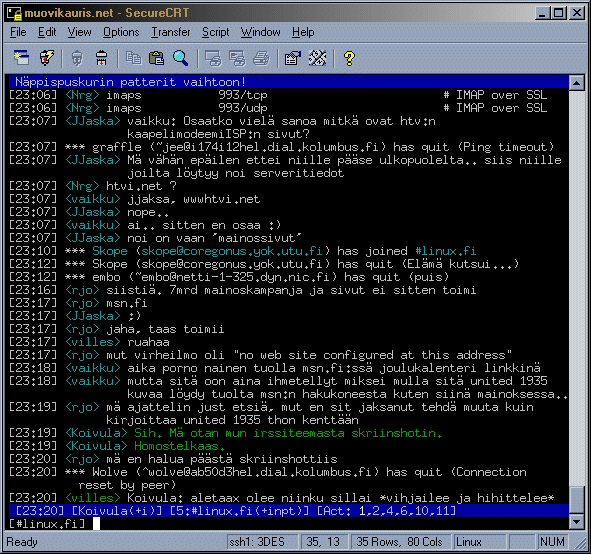 muovikauris.net - SecureCRT
File Edit View Options Transfer Script Window Help
Näppispuskurin patterit vaihtoon!
[23:06] <Nrg> imaps 993/tcp # IMAP over SSL
[23:06] <Nrg> imaps 993/udp # IMAP over SSL
[23:07] <JJaska> vaikku: Osaatko vielä sanoa mitkä ovat htv:n
kaapelimodeemiISP:n sivut?
[23:07] *** graffle (~jee@i174i12hel.dial.kolumbus.fi) has quit (Ping timeout)
[23:07] <JJaska> Mä vähän epäilen ettei niille pääse ulkopuolelta.. siis niille
joilta löytyy noi serveritiedot
[23:07] <Nrg> htvi.net ?
[23:07] <vaikku> jjaksa, wwwhtvi.net
[23:07] <JJaska> nope..
[23:07] <vaikku> ai.. sitten en osaa :)
[23:07] <JJaska> noi on vaan "mainossivut"
[23:10] *** Skope (skope@coregonus.yok.utu.fi) has joined #linux.fi
[23:12] *** Skope (skope@coregonus.yok.utu.fi) has quit (Elämä kutsui...)
[23:12] *** embo (~embo@netti-1-325.dyn.nic.fi) has quit (puis)
[23:16] <rjo> siistiä. 7mrd mainoskampanja ja sivut ei sitten toimi
[23:16] <rjo> msn.fi
[23:17] <JJaska> ;)
[23:17] <rjo> jaha, taas toimii
[23:17] <villes> ruahaa
[23:17] <rjo> mut virheilmo oli "no web site configured at this address"
[23:18] <vaikku> aika porno nainen tuolla msn.fi:ssä joulukalenteri linkkinä
[23:18] <vaikku> mutta sitä oon aina ihmetellyt miksei mulla sitä united 1935
kuvaa löydy tuolta msn:n hakukoneesta kuten siinä mainoksessa..
[23:19] <rjo> mä ajattelin just etsiä, mut en sit jaksanut tehdä muuta kuin
kirjoittaa united 1935 thon kenttään
[23:19] <Koivula> Sih. Mä otan mun irssiteemasta skriinshotin.
[23:19] <Koivula> Homostelkaas.
[23:20] <rjo> mä en halua päästä skriinshottiis
[23:20] *** Wolve (^wolve@ab50d3hel.dial.kolumbus.fi) has quit (Connection
reset by peer)
[23:20] <villes> Koivula: aletaax olee niinku sillai *vihjailee ja hihittelee*
[23:20] [Koivula(+i)] [5:#linux.fi(+inpt)] [Act: 1,2,4,6,10,11]
[#linux.fi]
Ready ssh1: 3DES 35, 13 35 Rows, 80 Cols Linux NUM